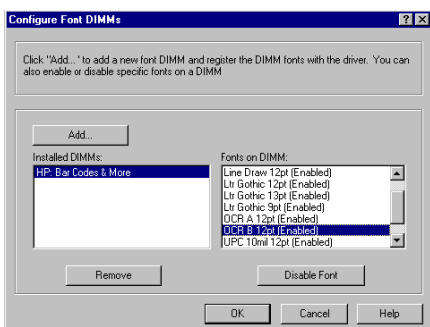 Configure Font DIMMs
Click "Add...' to add a new font DIMM and register the DIMM fonts with the driver. You can
also enable or disable specific fonts on a DIMM
Add...
Installed DIMMs:
HP: Bar Codes & More
Fonts on DIMM:
Line Draw 12pt (Enabled)
Ltr Gothic 12pt (Enabled)
Ltr Gothic 13pt (Enabled)
Ltr Gothic 9pt (Enabled)
OCR A 12pt (Enabled)
OCR B 12pt (Enabled)
UPC 10mil 12pt (Enabled)
Remove
Disable Font
OK
Cancel
Help